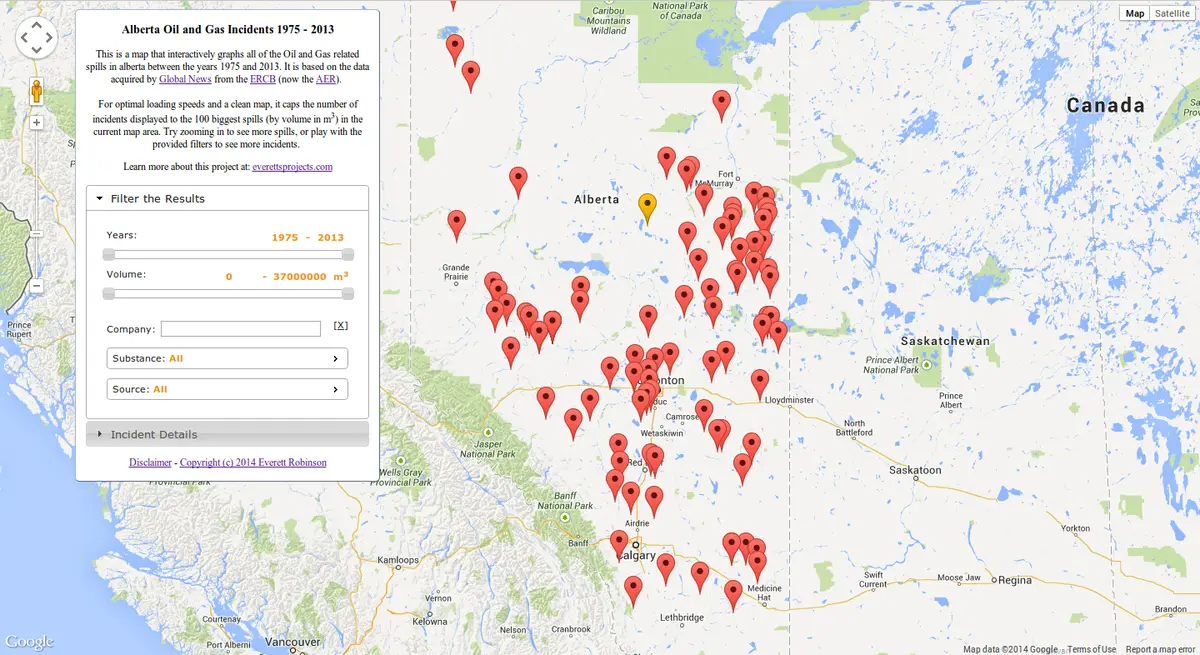 Alberta Oil and Gas Incidents 1975 - 2013
This is a map that interactively graphs all of the Oil and Gas related
spills in alberta between the years 1975 and 2013. It is based on the data
acquired by Global News from the ERCB (now the AER).
For optimal loading speeds and a clean map, it caps the number of
incidents displayed to the 100 biggest spills (by volume in m³) in the
current map area. Try zooming in to see more spills, or play with the
provided filters to see more incidents.
Learn more about this project at: everettsprojects.com
Filter the Results
Years: 1975 - 2013
Volume: 0 - 37000000 m³
Company: [X]
Substance: All
Source: All
Incident Details
Disclaimer - Copyright (c) 2014 Everett Robinson
Map Satellite
Caribou
Mountains
Wildland
National Park
of Canada
Canada
Fort
McMurray
Alberta
Grande
Prairie
Prince
Rupert
Saskatchewan
Prince Albert
National Park
Prince
Albert
Lloydminster
North
Battleford
Camrose
Wetaskiwin
Saskatoon
Jasper
National Park
Wells Gray
Provincial Park
Provincial Park
Banff
National Park
Airdrie
Banff
algary
Yorkton
Kamloops
Swift
Current
Moose Jaw
Regina
Medicine
Hat
Brandon
Vernon
Kelowna
Lethbridge
Courtenay
Port Alberni
Vancouver
Nelson
Cranbrook
Google
Map data ©2014 Google
Terms of Use
Report a map error